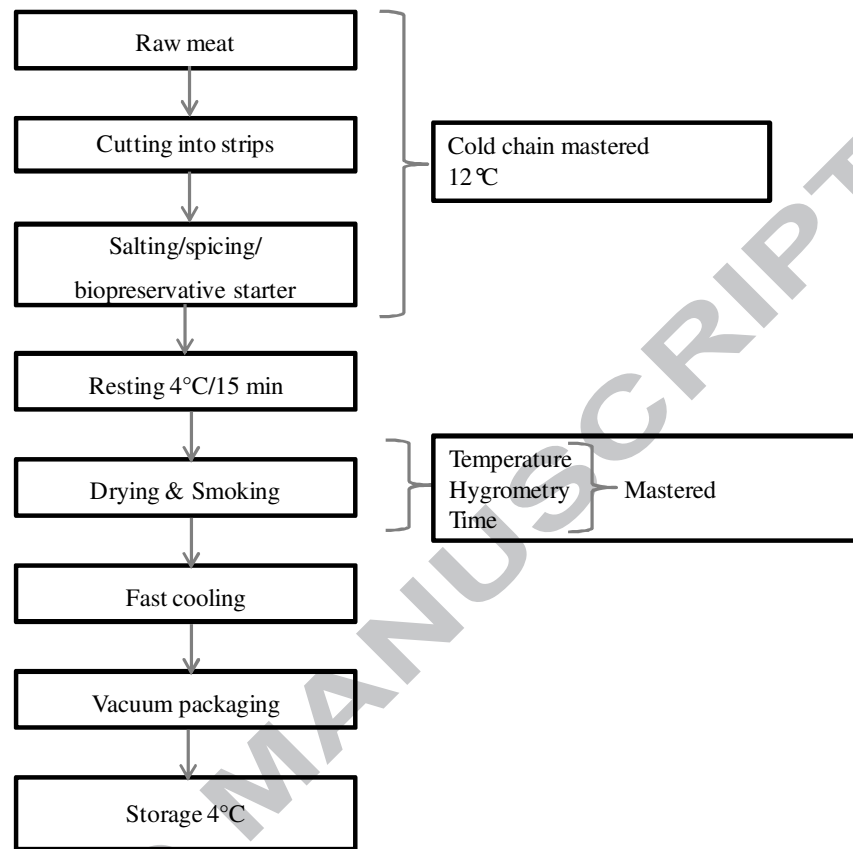 Raw meat
Cutting into strips
Cold chain mastered
12°C
Salting/spicing/
biopreservative starter
Resting 4°C/15 min
Drying & Smoking
Temperature
Hygrometry
Time
Mastered
Fast cooling
Vacuum packaging
Storage 4°C
MANUSCRIPT